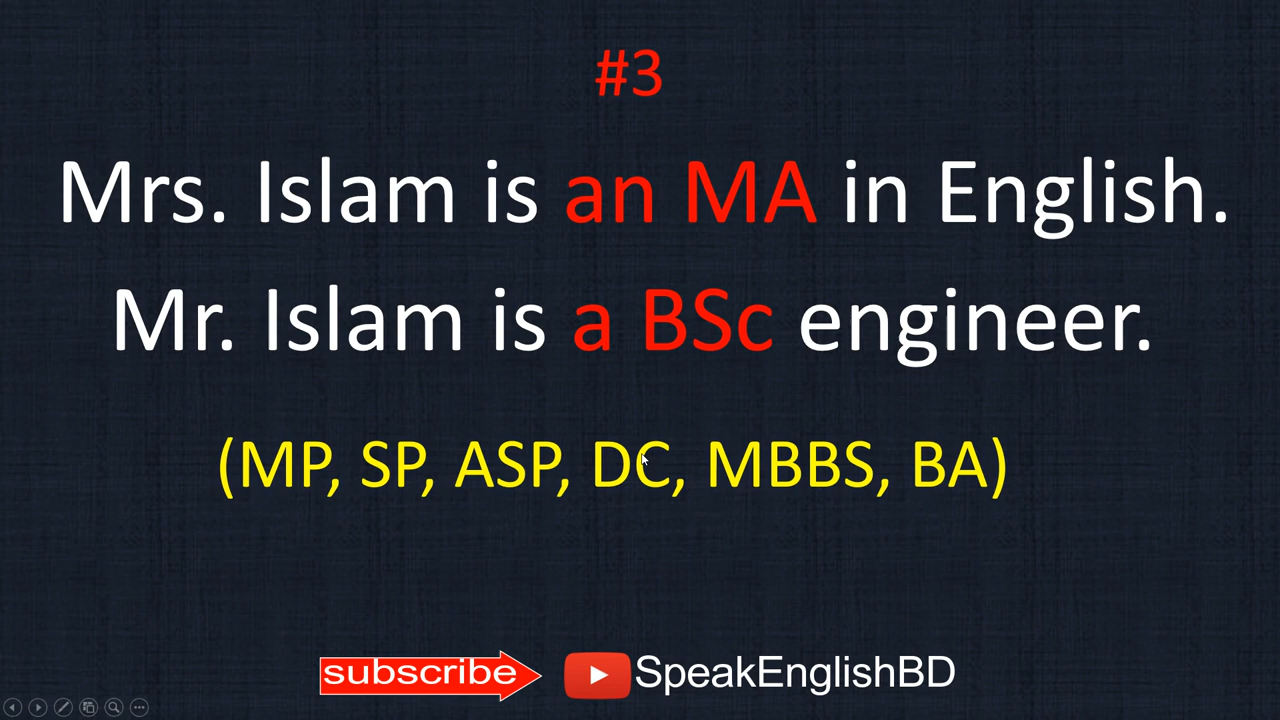 #3
Mrs. Islam is an MA in English.
Mr. Islam is a BSc engineer.
(MP, SP, ASP, DC, MBBS, BA)
subscribe SpeakEnglishBD